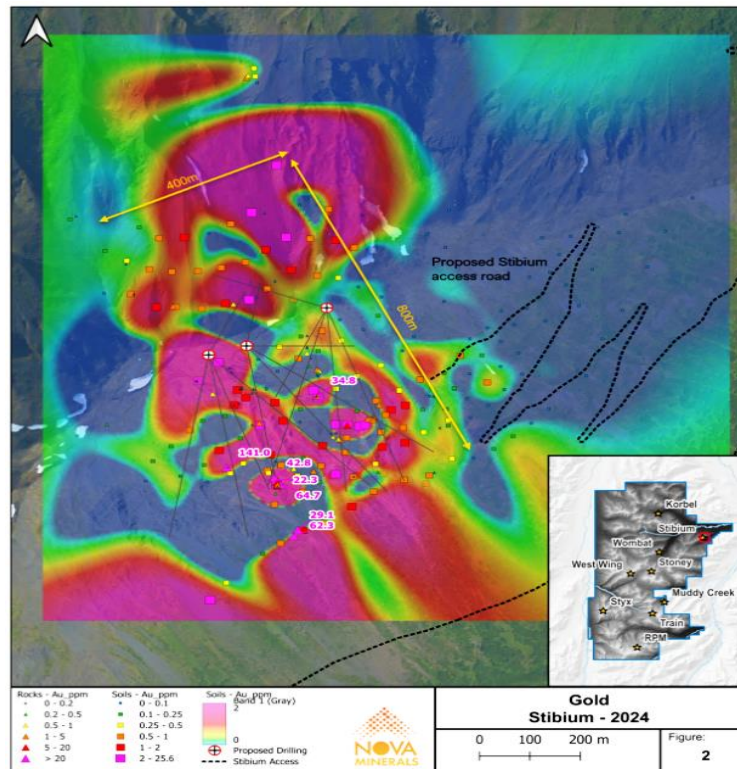 400m
Proposed Stibium
access road
800m
34.8
141.0
42.8
22.3
64.7
29.1
62.3
Korbel
Stibium
Wombat
West Wing
Stoney
Muddy Creek
Styx
Train
RPM
Rocks - Au_ppm
0 - 0.2
0.2 - 0.5
0.5 - 1
1 - 5
5 - 20
> 20
Soils - Au_ppm
0 - 0.1
0.1 - 0.25
0.25 - 0.5
0.5 - 1
1 - 2
2 - 25.6
Soils - Au_ppm
Band 1 (Gray)
2
0
Proposed Drilling
Stibium Access
NOVA
MINERALS
Gold
Stibium - 2024
0 100 200 m
Figure:
2